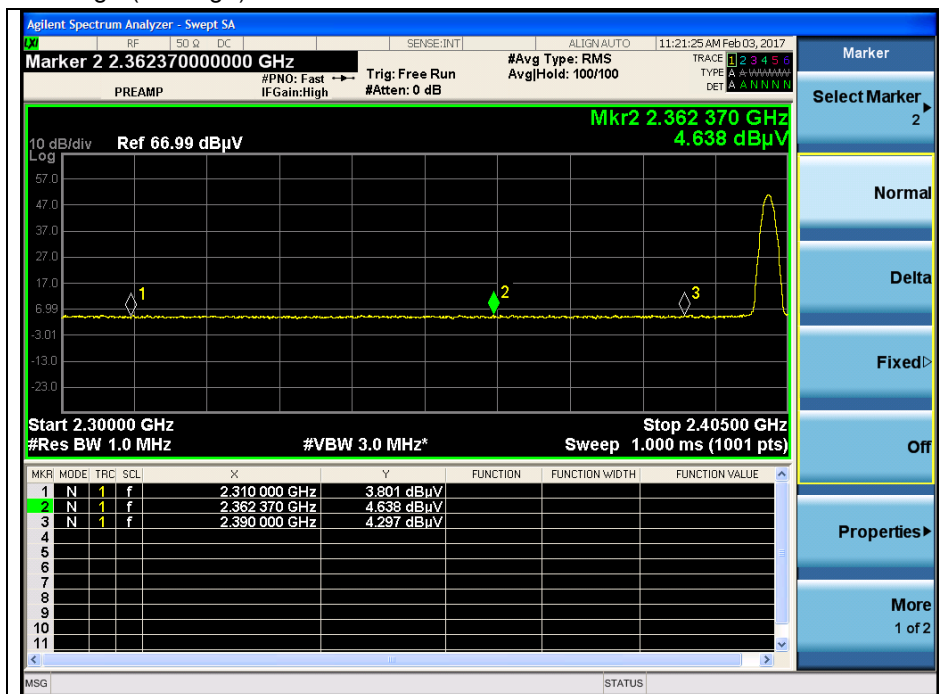 Agilent Spectrum Analyzer - Swept SA
LXI RF 50 Ω DC SENSE:INT ALIGN AUTO 11:21:25 AM Feb 03, 2017
Marker 2 2.362370000000 GHz
PREAMP
#PNO: Fast
IFGain:High
Trig: Free Run
#Atten: 0 dB
#Avg Type: RMS
Avg|Hold: 100/100
TRACE 1 2 3 4 5 6
TYPE A A WWWW
DET A A N N N N
Mkr2 2.362 370 GHz
4.638 dBµV
10 dB/div Ref 66.99 dBµV
Log
57.0
47.0
37.0
27.0
17.0
6.99
-3.01
-13.0
-23.0
1
2
3
Start 2.30000 GHz Stop 2.40500 GHz
#Res BW 1.0 MHz #VBW 3.0 MHz* Sweep 1.000 ms (1001 pts)
MKR MODE TRC SCL X Y FUNCTION FUNCTION WIDTH FUNCTION VALUE
1 N 1 f 2.310 000 GHz 3.801 dBµV
2 N 1 f 2.362 370 GHz 4.638 dBµV
3 N 1 f 2.390 000 GHz 4.297 dBµV
4
5
6
7
8
9
10
11
MSG STATUS
Marker
Select Marker
2
Normal
Delta
Fixed
Off
Properties
More
1 of 2